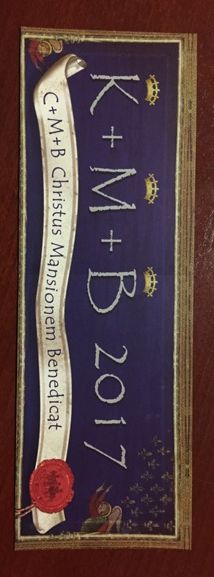 K + M + B 2017
C+M+B Christus Mansionem Benedicat